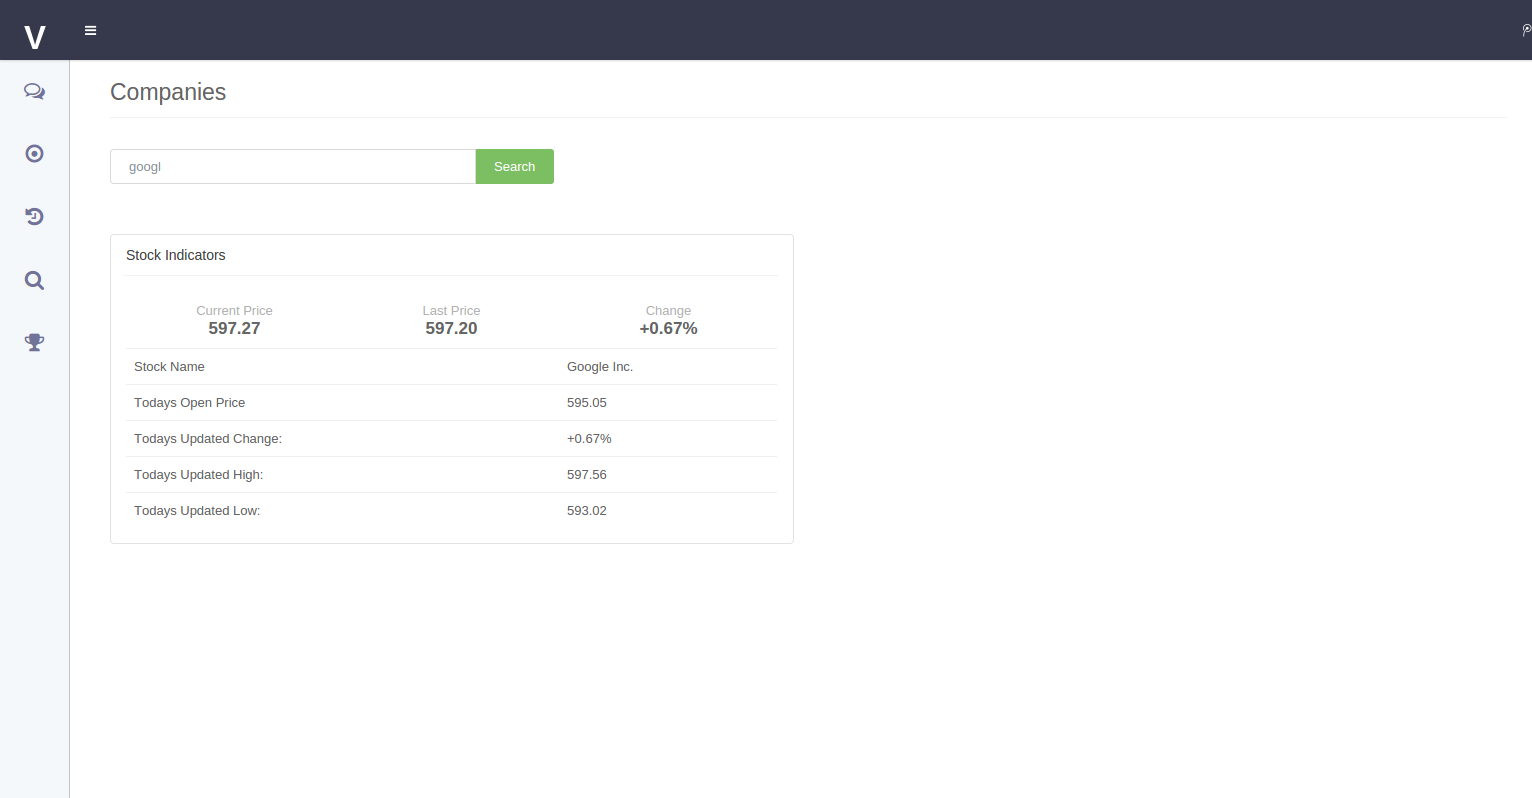 V
Companies
googl Search
Stock Indicators
Current Price Last Price Change
597.27 597.20 +0.67%
Stock Name Google Inc.
Todays Open Price 595.05
Todays Updated Change: +0.67%
Todays Updated High: 597.56
Todays Updated Low: 593.02